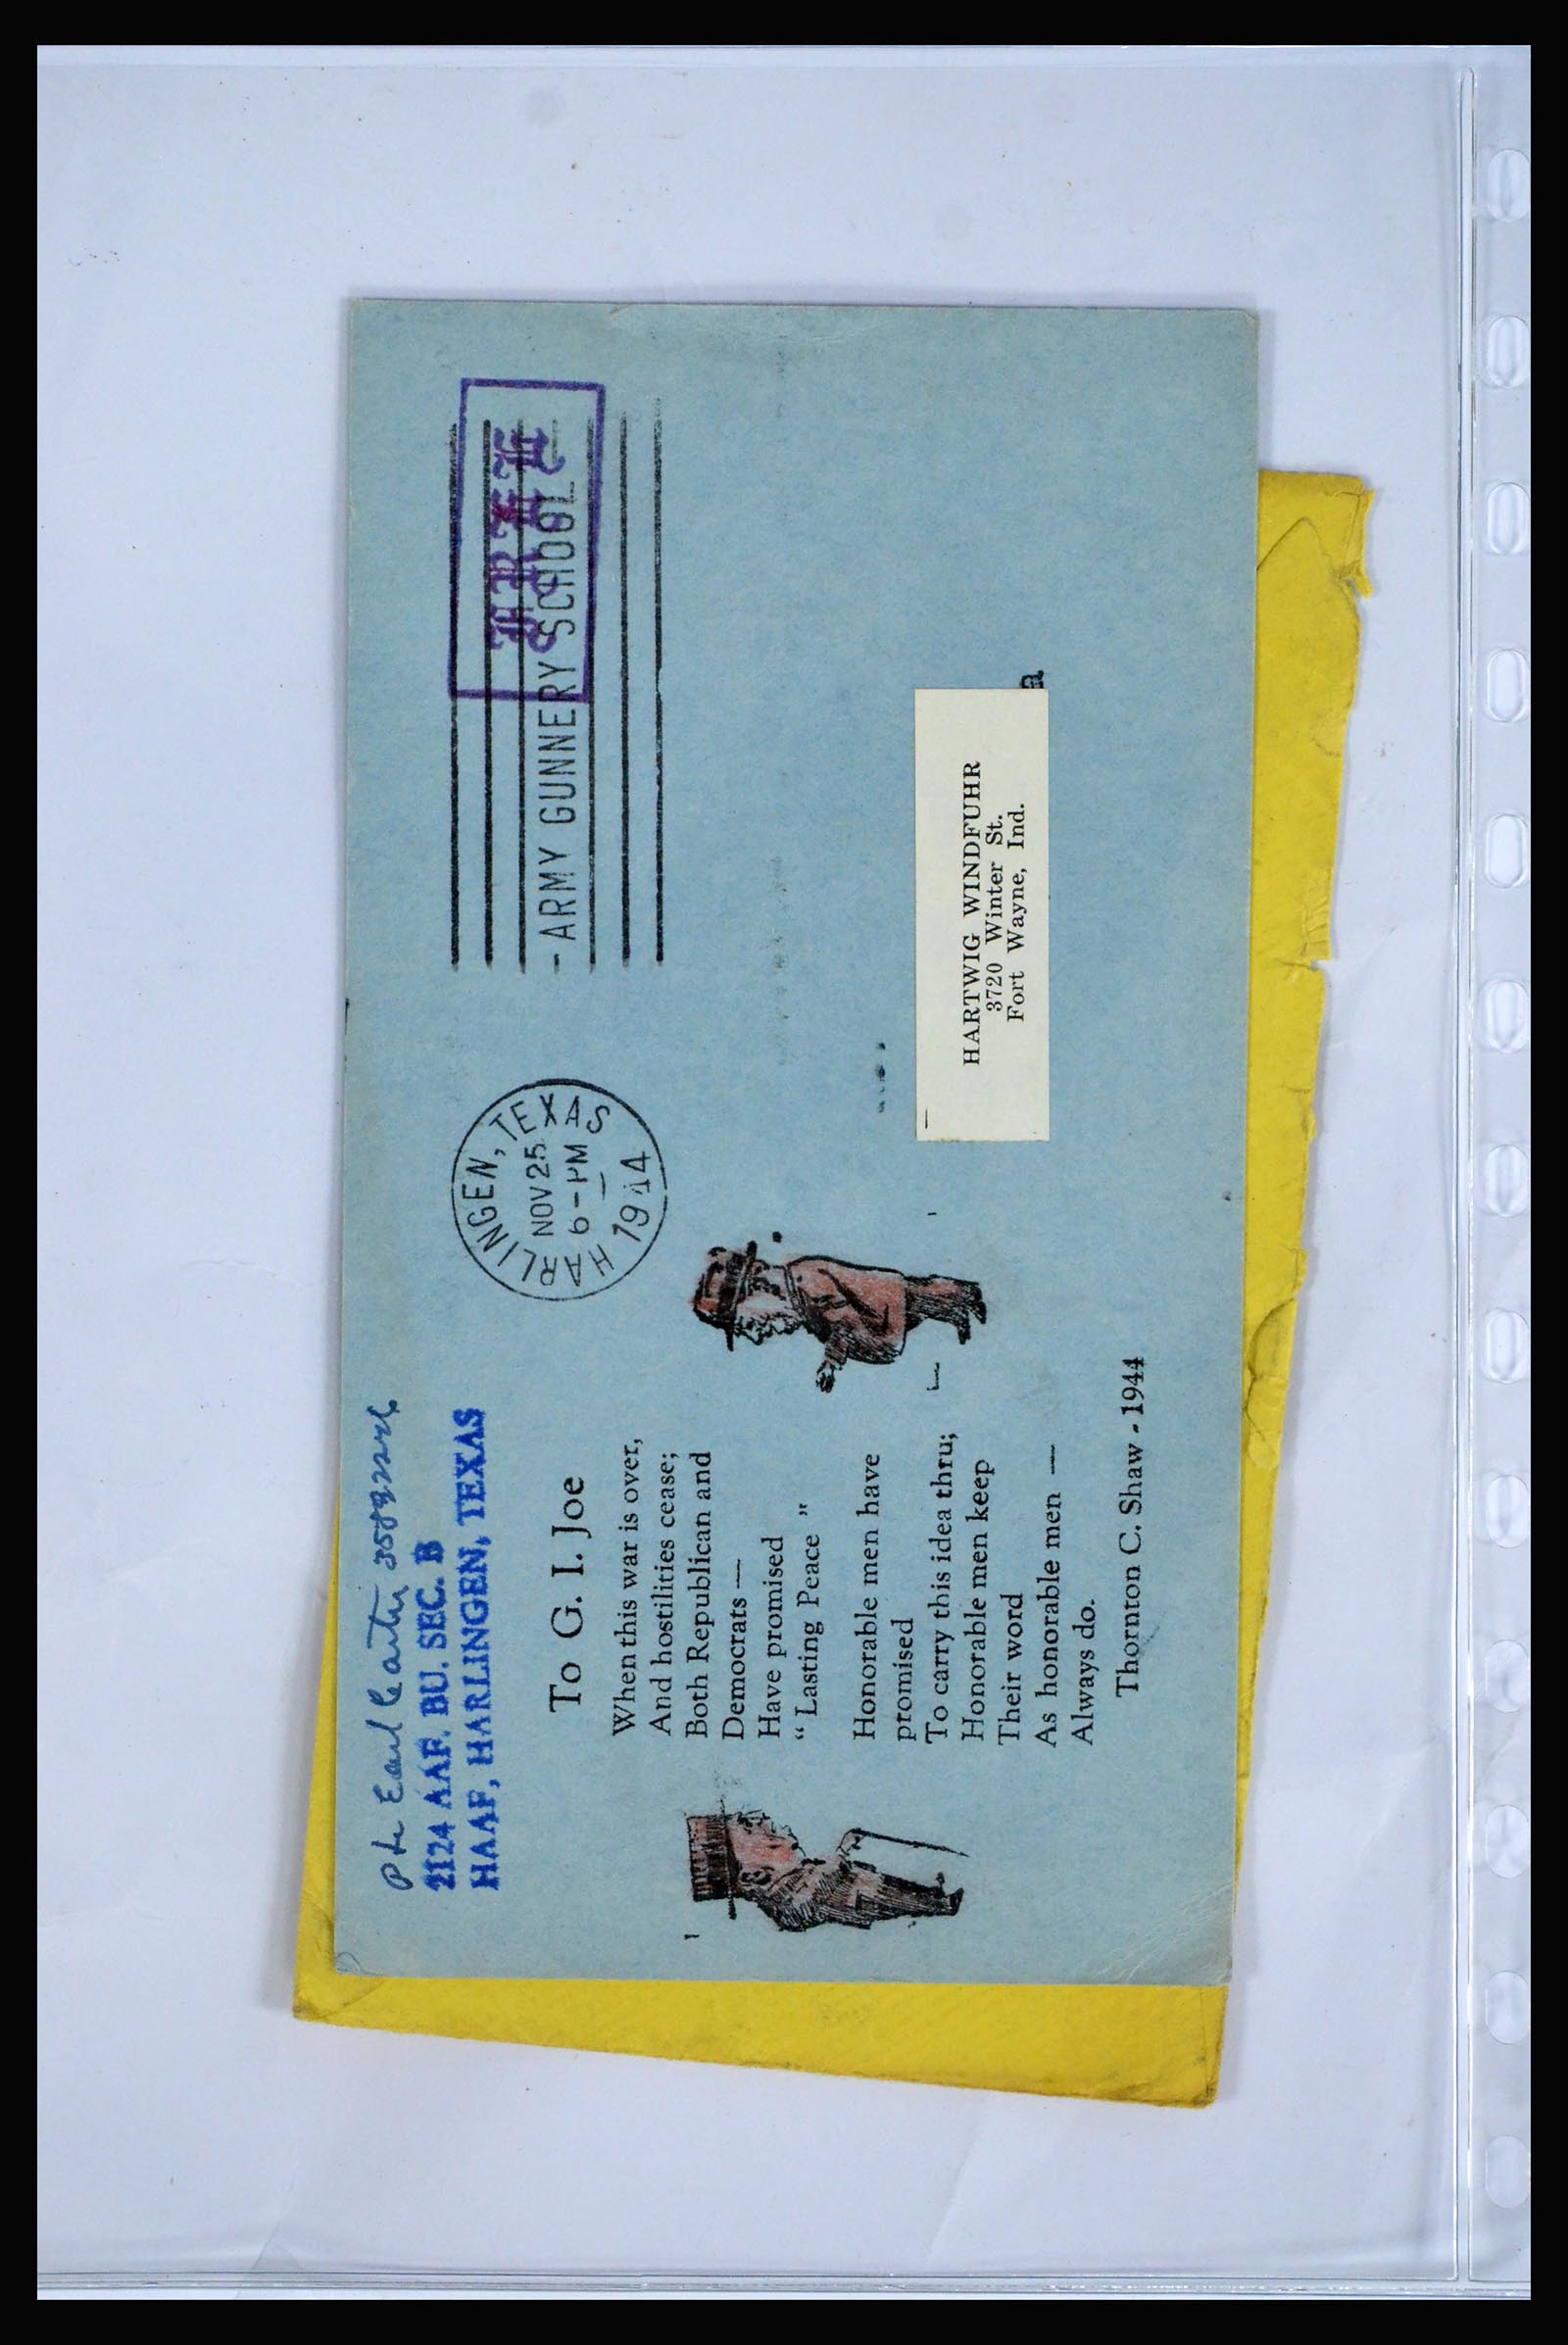 Pfc Earl Carter
2124 AAF. BU. SEC. B
HAAF, HARLINGEN, TEXAS
HARLINGEN, TEXAS
NOV 25
6-PM
1944
- ARMY GUNNERY SCHOOL -
FREE
To G. I. Joe
When this war is over,
And hostilities cease;
Both Republican and
Democrats —
Have promised
" Lasting Peace "
Honorable men have
promised
To carry this idea thru;
Honorable men keep
Their word
As honorable men —
Always do.
Thornton C. Shaw - 1944
HARTWIG WINDFUHR
3720 Winter St.
Fort Wayne, Ind.
a